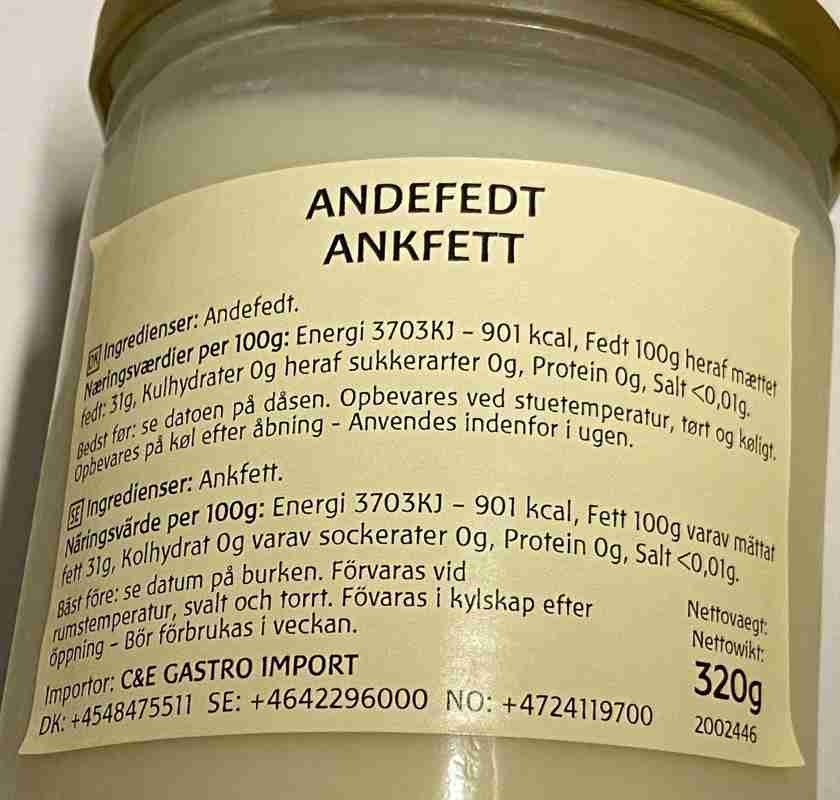 ANDEFEDT
ANKFETT
DK Ingredienser: Andefedt.
Næringsværdier per 100g: Energi 3703KJ – 901 kcal, Fedt 100g heraf mættet
fedt: 31g, Kulhydrater 0g heraf sukkerarter 0g, Protein 0g, Salt <0,01g.
Bedst før: se datoen på dåsen. Opbevares ved stuetemperatur, tørt og køligt.
Opbevares på køl efter åbning - Anvendes indenfor i ugen.
SE Ingredienser: Ankfett.
Näringsvärde per 100g: Energi 3703KJ – 901 kcal, Fett 100g varav mättat
fett 31g, Kolhydrat 0g varav sockerater 0g, Protein 0g, Salt <0,01g.
Bäst före: se datum på burken. Förvaras vid
rumstemperatur, svalt och torrt. Fövaras i kylskap efter
öppning – Bör förbrukas i veckan.
Importor: C&E GASTRO IMPORT
DK: +4548475511 SE: +4642296000 NO: +4724119700
Nettovaegt:
Nettowikt:
320g
2002446